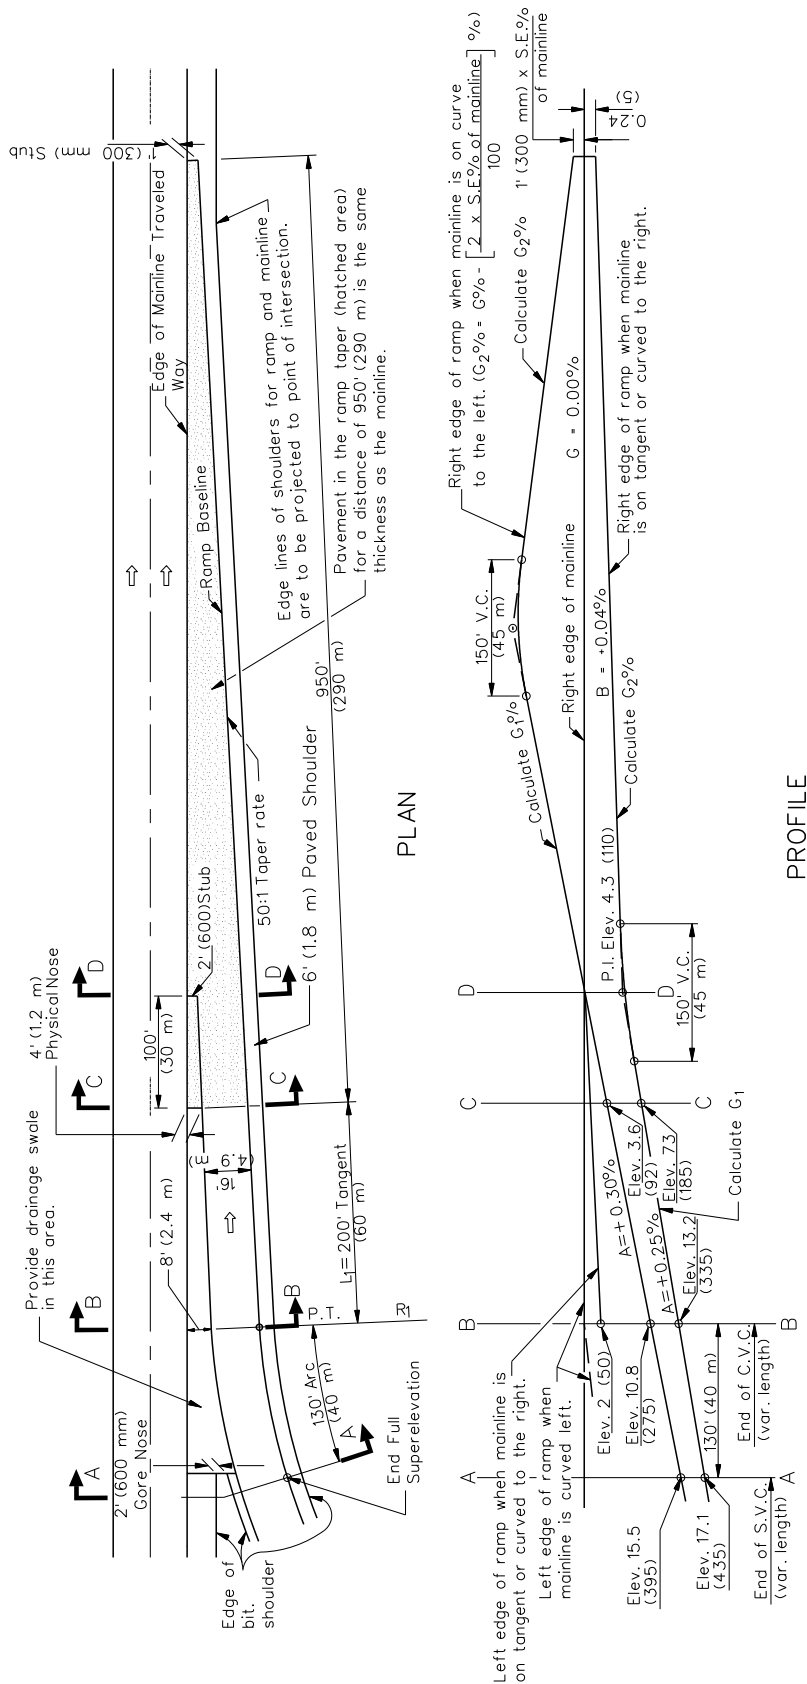 Provide drainage swale
in this area.
4' (1.2 m)
Physical Nose
A
B
C
D
2' (600 mm)
Gore Nose
8' (2.4 m)
100'
(30 m)
2' (600)Stub
16'
(4.9 m)
Edge of Mainline Traveled
Way
1' (300 mm) Stub
Ramp Baseline
Edge lines of shoulders for ramp and mainline
are to be projected to point of intersection.
Pavement in the ramp taper (hatched area)
for a distance of 950' (290 m) is the same
thickness as the mainline.
50:1 Taper rate
6' (1.8 m) Paved Shoulder
950'
(290 m)
L1= 200' Tangent
(60 m)
P.T.
R1
A
B
C
D
130' Arc
(40 m)
End Full
Superelevation
Edge of
bit.
shoulder
PLAN
Left edge of ramp when mainline is
on tangent or curved to the right.
Left edge of ramp when
mainline is curved left.
Right edge of ramp when mainline is on curve
to the left. (G2% = G% - [2 x S.E.% of mainline / 100] %)
Calculate G2%
1' (300 mm) x S.E.%
of mainline
0.24
(5)
150' V.C.
(45 m)
Calculate G1%
Right edge of mainline
G = 0.00%
B = +0.04%
Right edge of ramp when mainline
is on tangent or curved to the right.
Calculate G2%
P.I. Elev. 4.3 (110)
150' V.C.
(45 m)
A
B
C
D
Elev. 2 (50)
Elev. 10.8
(275)
Elev. 15.5
(395)
Elev. 17.1
(435)
A=+0.30%
A=+0.25%
Elev. 3.6
(92)
Elev. 73
(185)
Elev. 13.2
(335)
Calculate G1
130' (40 m)
End of S.V.C.
(var. length)
End of C.V.C.
(var. length)
A
B
C
D
PROFILE